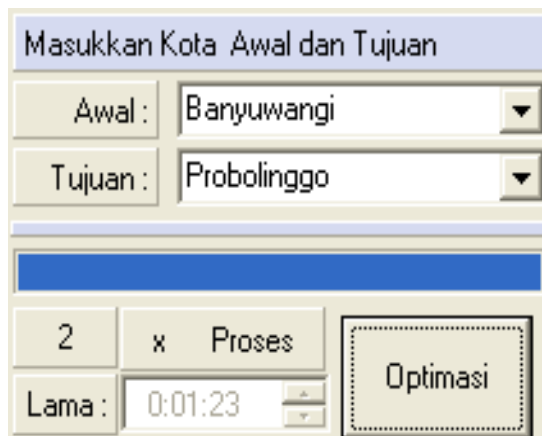 Masukkan Kota Awal dan Tujuan
Awal : Banyuwangi
Tujuan : Probolinggo
2 x Proses
Optimasi
Lama : 0:01:23